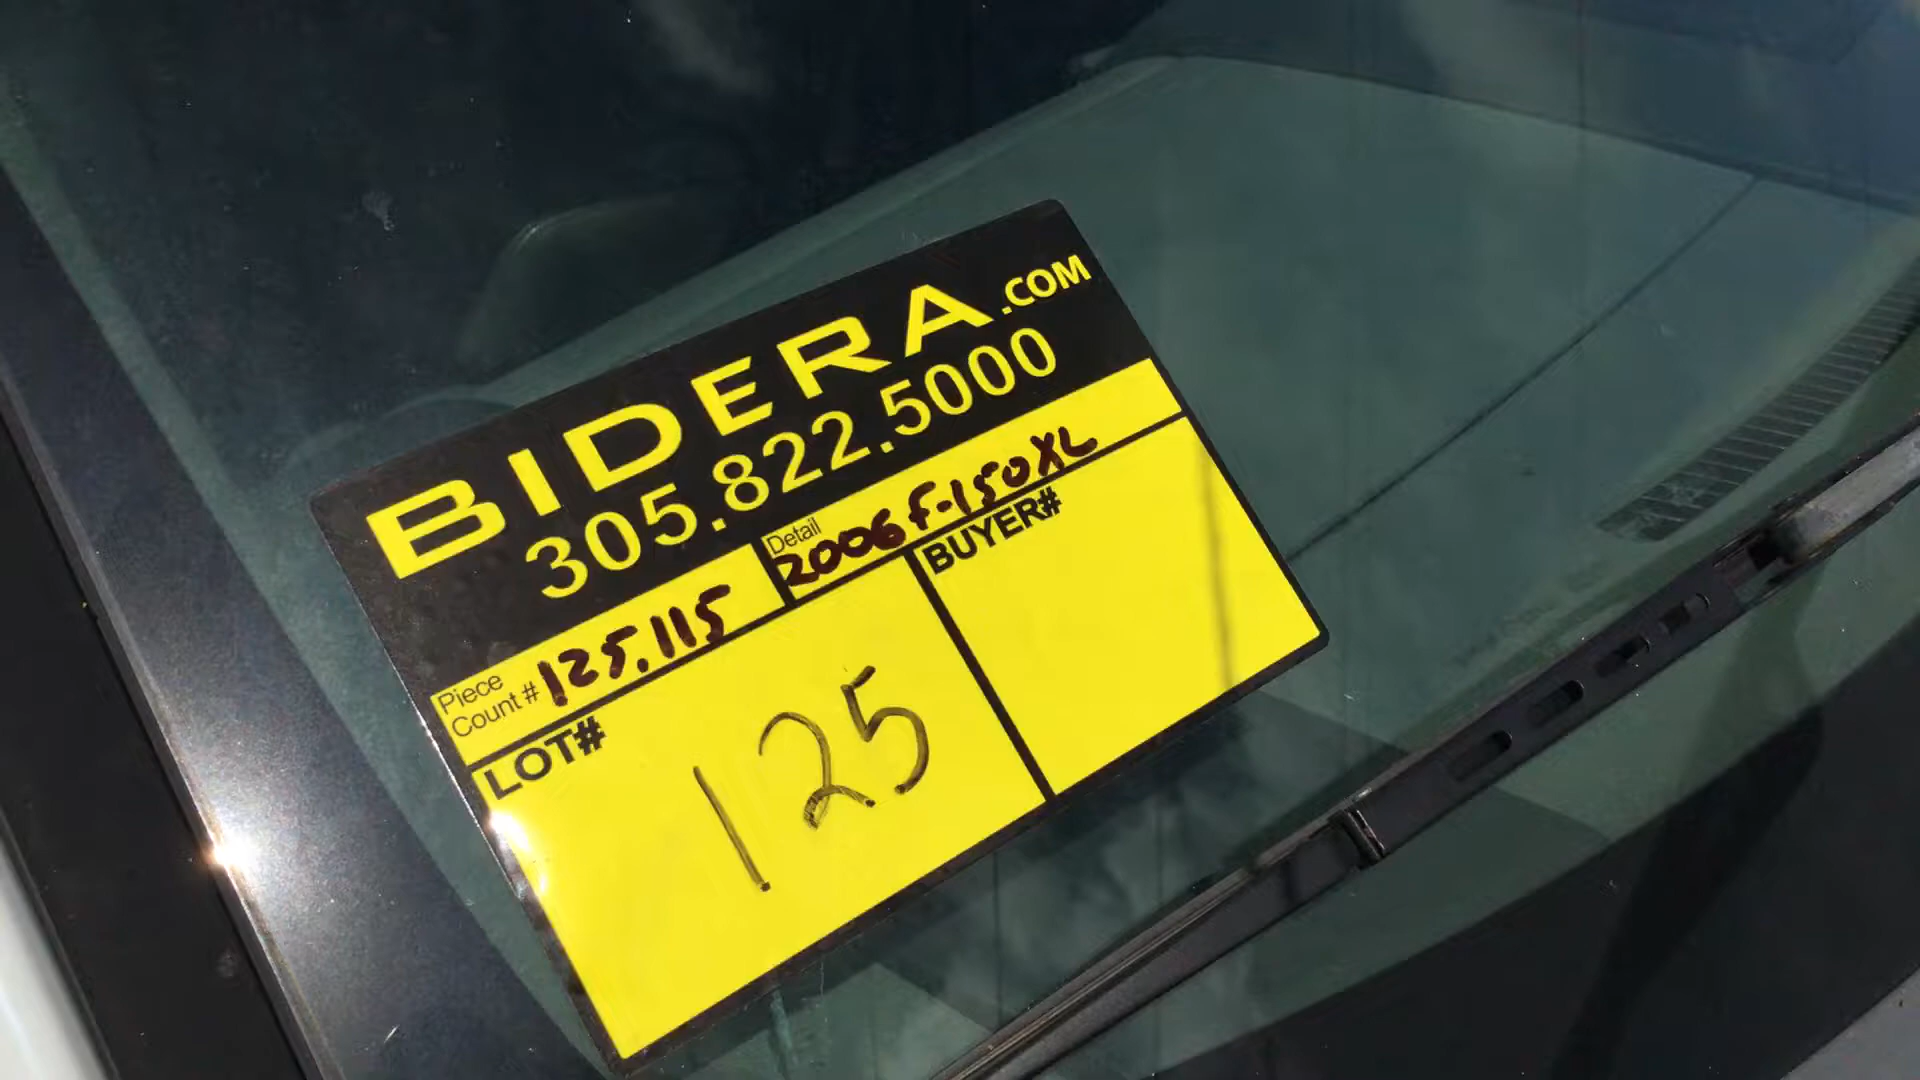 BIDERA.COM
305.822.5000
Piece Count # 125.115
Detail 2006 F-150 XL
LOT# 125
BUYER#